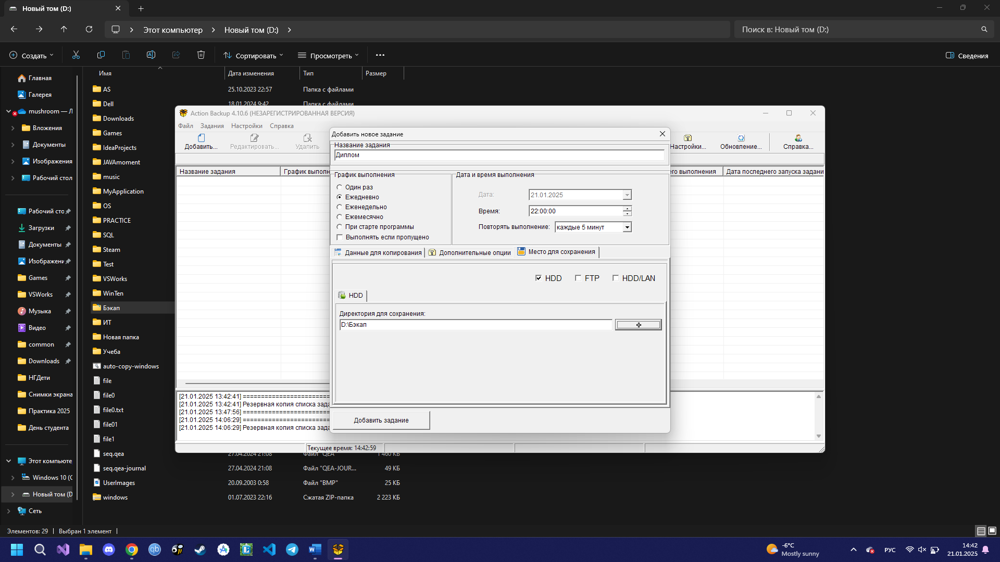 Новый том (D:)
Этот компьютер
Новый том (D:)
Поиск в: Новый том (D:)
Создать
Сортировать
Просмотреть
Сведения
Имя
Дата изменения
Тип
Размер
Главная
Галерея
mushroom — Л
Вложения
Документы
Изображения
Рабочий стол
Рабочий сто
Загрузки
Документы
Изображени
Games
VSWorks
Музыка
Видео
common
Downloads
НГДети
Снимки экрана
Практика 2025
День студента
Этот компьюте
Windows 10 (C
Новый том (D
Сеть
AS 25.10.2023 22:57 Папка с файлами
Dell 18.01.2024 9:42 Папка с файлами
Downloads
Games
IdeaProjects
JAVAmoment
music
MyApplication
OS
PRACTICE
SQL
Steam
Test
VSWorks
WinTen
Бэкап
ИТ
Новая папка
Учеба
auto-copy-windows
file
file0
file0.txt
file01
file1
seq.qea 27.04.2024 21:08 Файл "QEA" 1 460 КБ
seq.qea-journal 27.04.2024 21:08 Файл "QEA-JOUR... 49 КБ
UserImages 20.09.2003 0:58 Файл "BMP" 25 КБ
windows 01.07.2023 22:16 Сжатая ZIP-папка 2 223 КБ
Action Backup 4.10.6 (НЕЗАРЕГИСТРИРОВАННАЯ ВЕРСИЯ)
Файл Задания Настройки Справка
Добавить...
Редактировать...
Удалить
Настройки...
Обновление...
Справка...
Название задания
График выполн
го выполнения
Дата последнего запуска задани
Добавить новое задание
Название задания
Диплом
График выполнения
Один раз
Ежедневно
Еженедельно
Ежемесячно
При старте программы
Выполнять если пропущено
Дата и время выполнения
Дата: 21.01.2025
Время: 22:00:00
Повторять выполнение: каждые 5 минут
Данные для копирования
Дополнительные опции
Место для сохранения
HDD
FTP
HDD/LAN
HDD
Директория для сохранения:
D:\Бэкап
Добавить задание
[21.01.2025 13:42:41] ========================
[21.01.2025 13:42:41] Резервная копия списка зада
[21.01.2025 13:47:56] ========================
[21.01.2025 14:06:29] ========================
[21.01.2025 14:06:29] Резервная копия списка зада
Текущее время: 14:42:59
Элементов: 29
Выбран 1 элемент
-6°C
Mostly sunny
РУС
14:42
21.01.2025